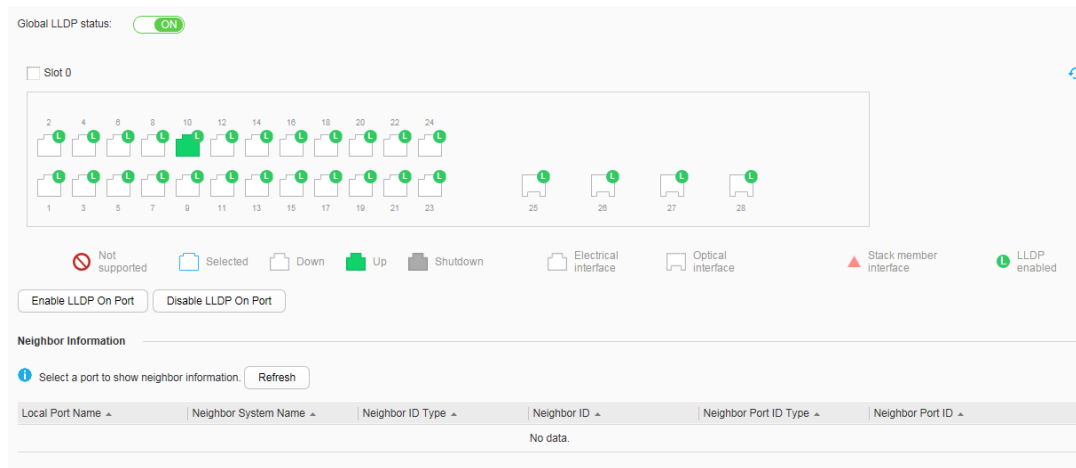 Global LLDP status: ON
Slot 0
2 4 6 8 10 12 14 16 18 20 22 24
L L L L L L L L L L L L
L L L L L L L L L L L L L L L L
1 3 5 7 9 11 13 15 17 19 21 23 25 26 27 28
Not supported Selected Down Up Shutdown Electrical interface Optical interface Stack member interface L LLDP enabled
Enable LLDP On Port Disable LLDP On Port
Neighbor Information
Select a port to show neighbor information. Refresh
Local Port Name Neighbor System Name Neighbor ID Type Neighbor ID Neighbor Port ID Type Neighbor Port ID
No data.